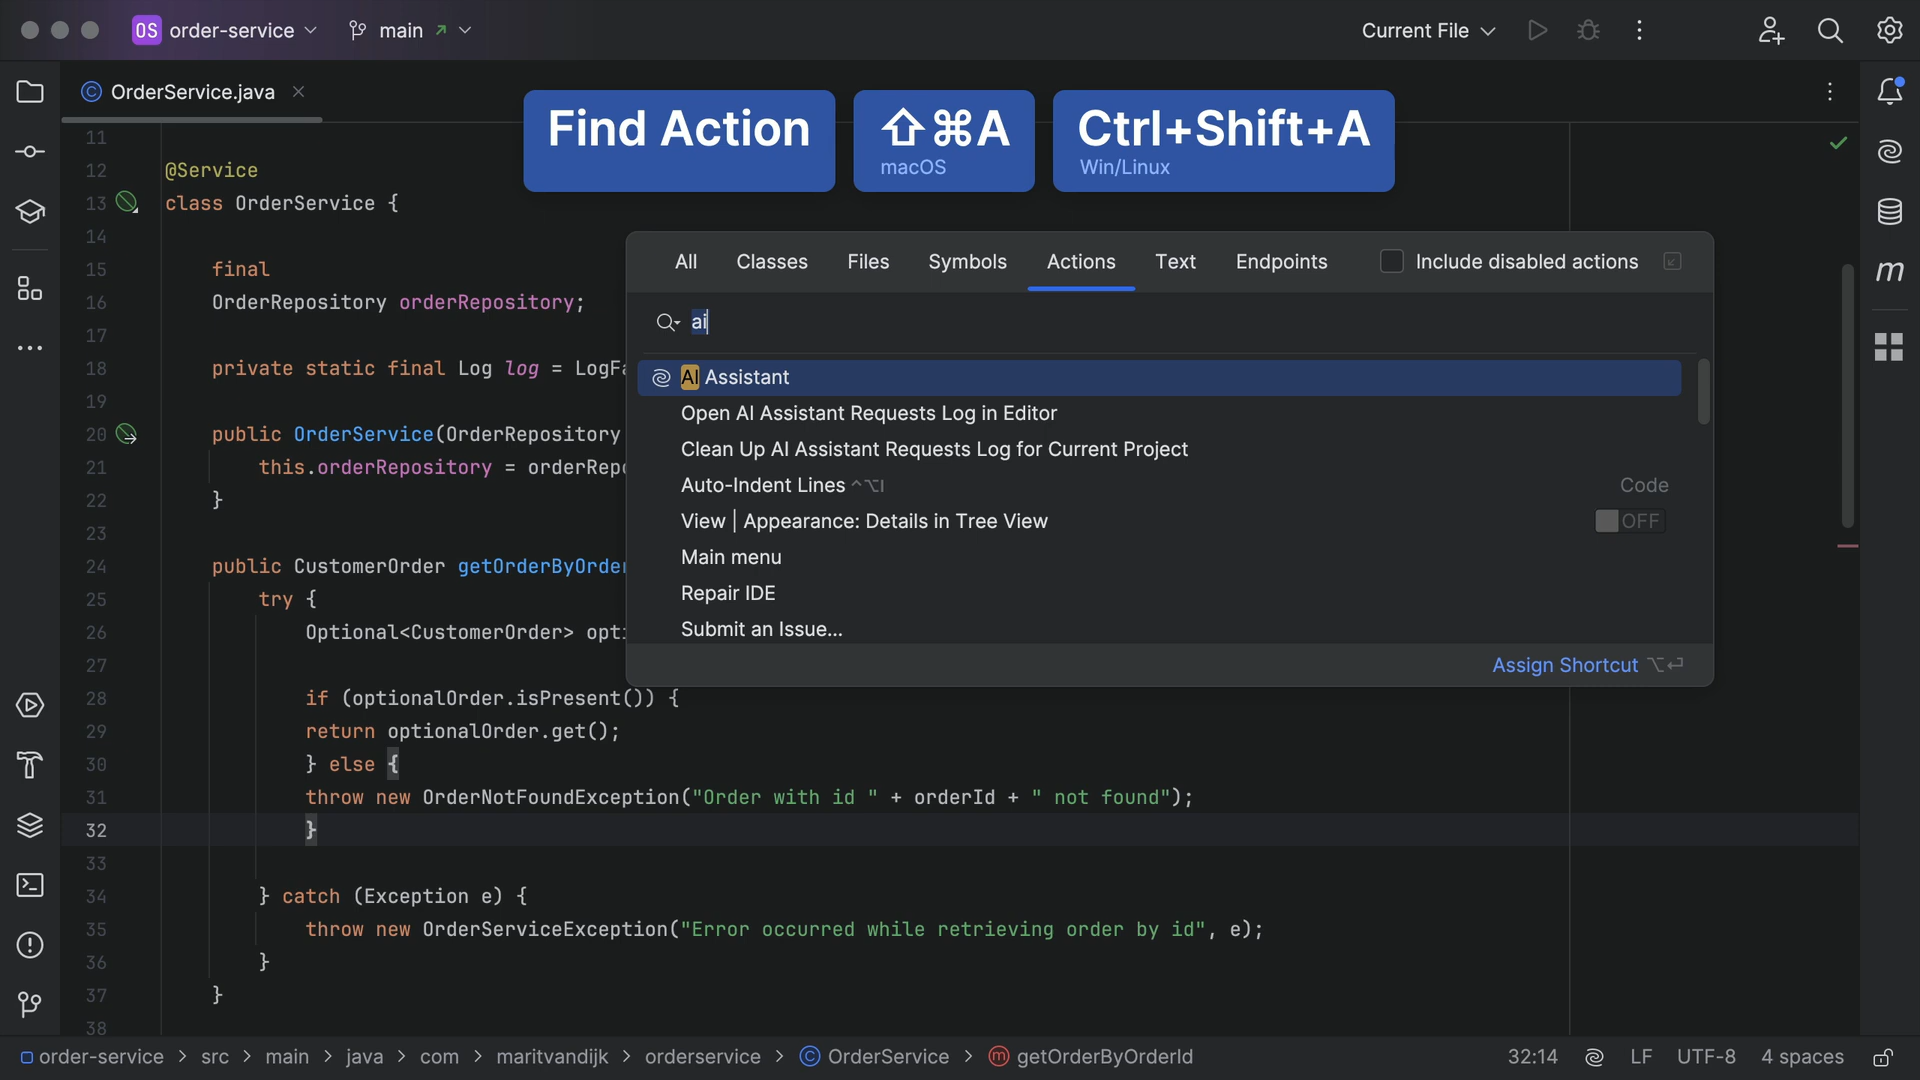 OS order-service main Current File
OrderService.java
Find Action
⇧⌘A
macOS
Ctrl+Shift+A
Win/Linux
11
12 @Service
13 class OrderService {
14
15 final
16 OrderRepository orderRepository;
17
18 private static final Log log = LogFa
19
20 public OrderService(OrderRepository
21 this.orderRepository = orderRepo
22 }
23
24 public CustomerOrder getOrderByOrder
25 try {
26 Optional<CustomerOrder> opti
27
28 if (optionalOrder.isPresent()) {
29 return optionalOrder.get();
30 } else {
31 throw new OrderNotFoundException("Order with id " + orderId + " not found");
32 }
33
34 } catch (Exception e) {
35 throw new OrderServiceException("Error occurred while retrieving order by id", e);
36 }
37 }
38
All Classes Files Symbols Actions Text Endpoints Include disabled actions
ai
AI Assistant
Open AI Assistant Requests Log in Editor
Clean Up AI Assistant Requests Log for Current Project
Auto-Indent Lines ^⌥I Code
View | Appearance: Details in Tree View OFF
Main menu
Repair IDE
Submit an Issue...
Assign Shortcut ⌥↵
m
order-service > src > main > java > com > maritvandijk > orderservice > OrderService > getOrderByOrderId 32:14 LF UTF-8 4 spaces